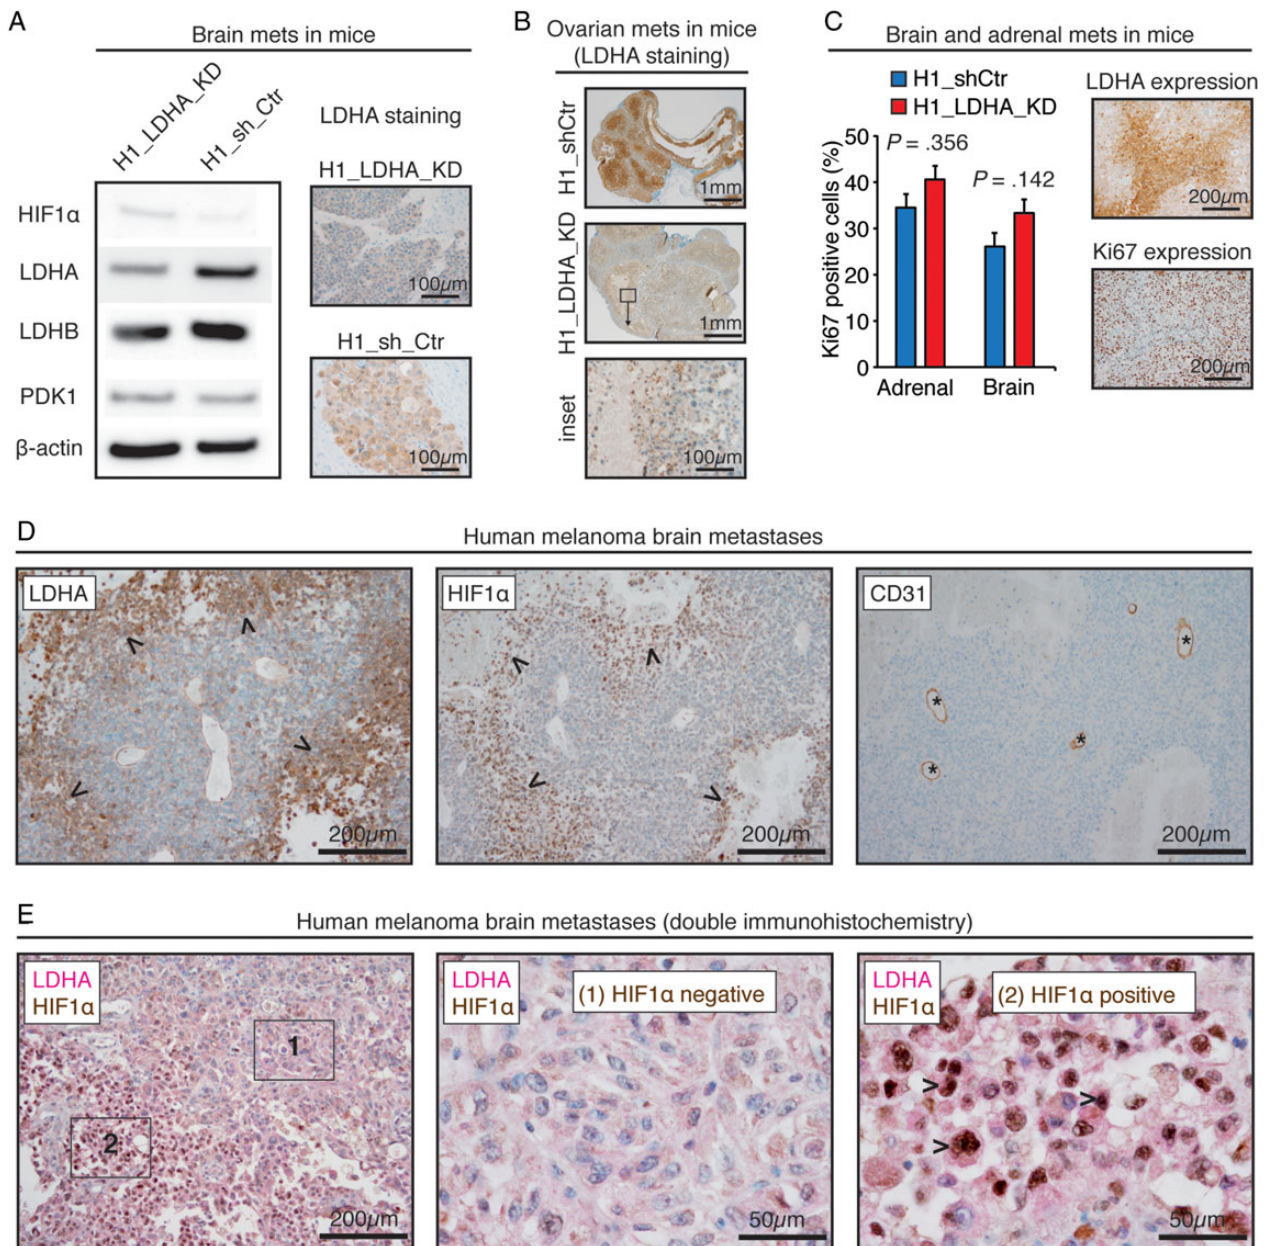 A
Brain mets in mice
H1_LDHA_KD
H1_sh_Ctr
HIF1α
LDHA
LDHB
PDK1
β-actin
LDHA staining
H1_LDHA_KD
100µm
H1_sh_Ctr
100µm
B
Ovarian mets in mice
(LDHA staining)
H1_shCtr
1mm
H1_LDHA_KD
1mm
inset
100µm
C
Brain and adrenal mets in mice
H1_shCtr
H1_LDHA_KD
Ki67 positive cells (%)
50
40
30
20
10
0
P = .356
P = .142
Adrenal
Brain
LDHA expression
200µm
Ki67 expression
200µm
D
Human melanoma brain metastases
LDHA
200µm
HIF1α
200µm
CD31
*
*
*
*
200µm
E
Human melanoma brain metastases (double immunohistochemistry)
LDHA
HIF1α
1
2
200µm
LDHA
HIF1α
(1) HIF1α negative
50µm
LDHA
HIF1α
(2) HIF1α positive
50µm